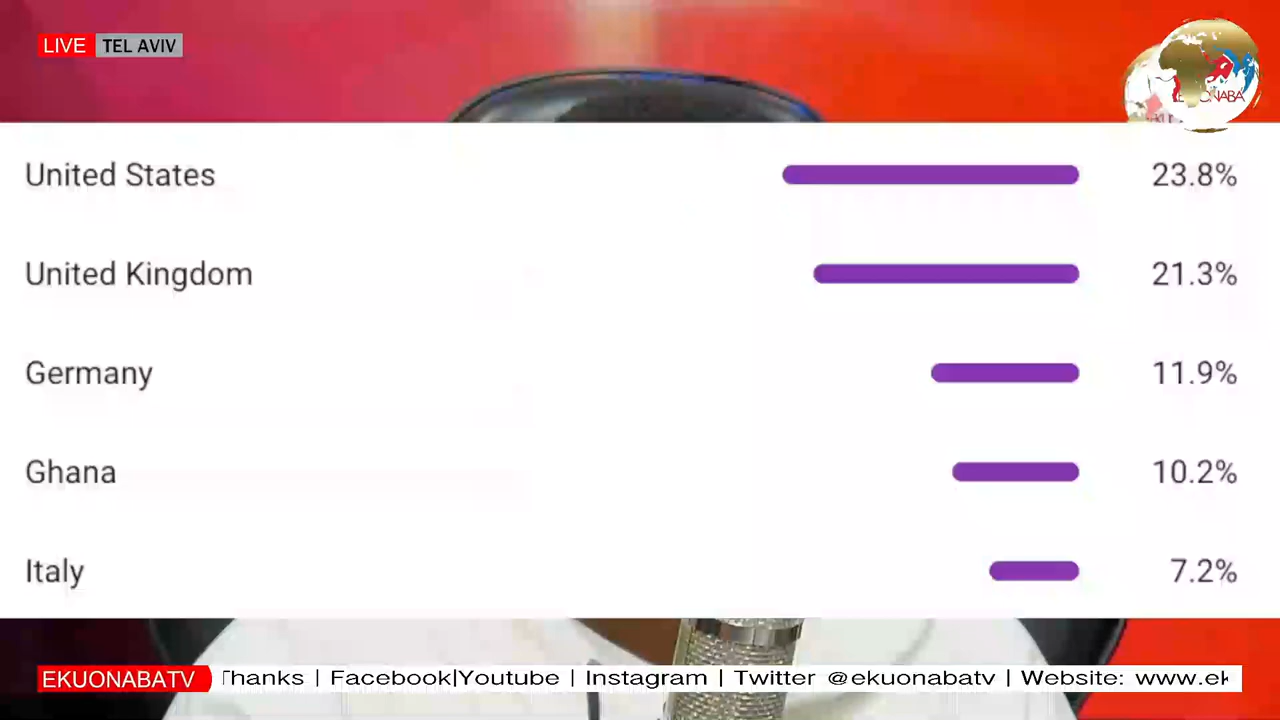 LIVE TEL AVIV
United States 23.8%
United Kingdom 21.3%
Germany 11.9%
Ghana 10.2%
Italy 7.2%
EKUONABATV Thanks | Facebook|Youtube | Instagram | Twitter @ekuonabatv | Website: www.ek